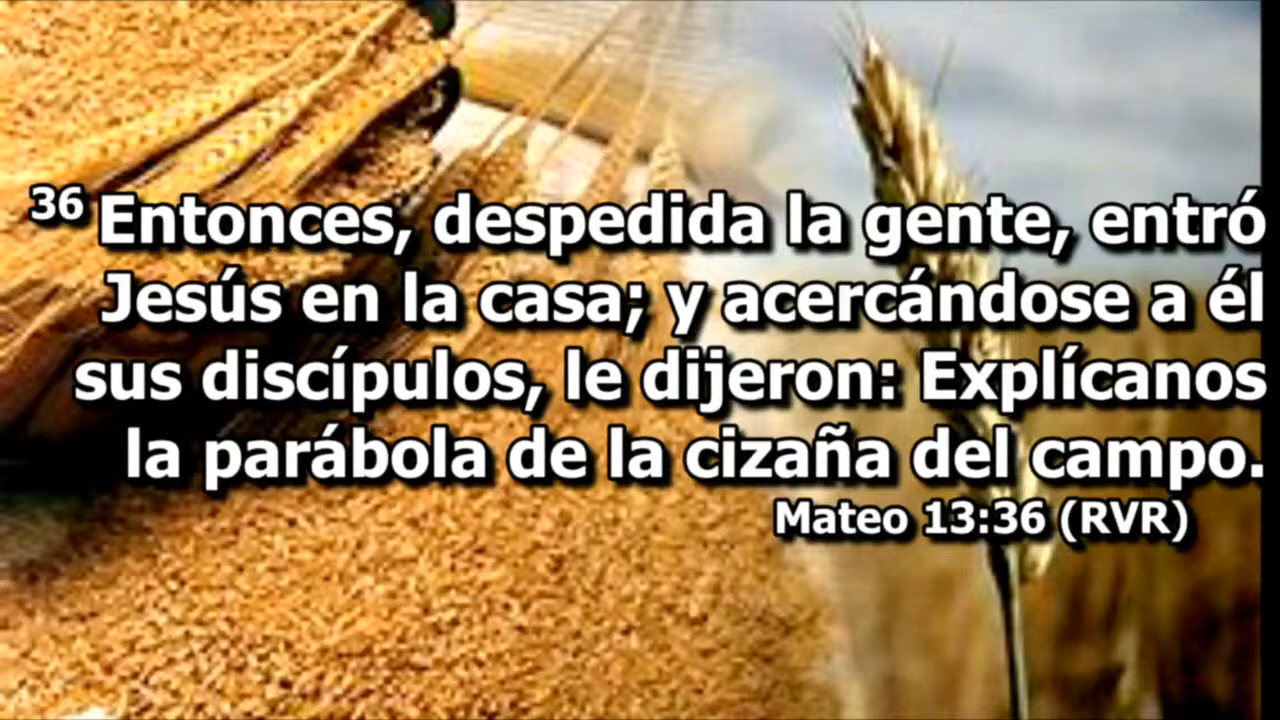 36 Entonces, despedida la gente, entró
Jesús en la casa; y acercándose a él
sus discípulos, le dijeron: Explícanos
la parábola de la cizaña del campo.
Mateo 13:36 (RVR)